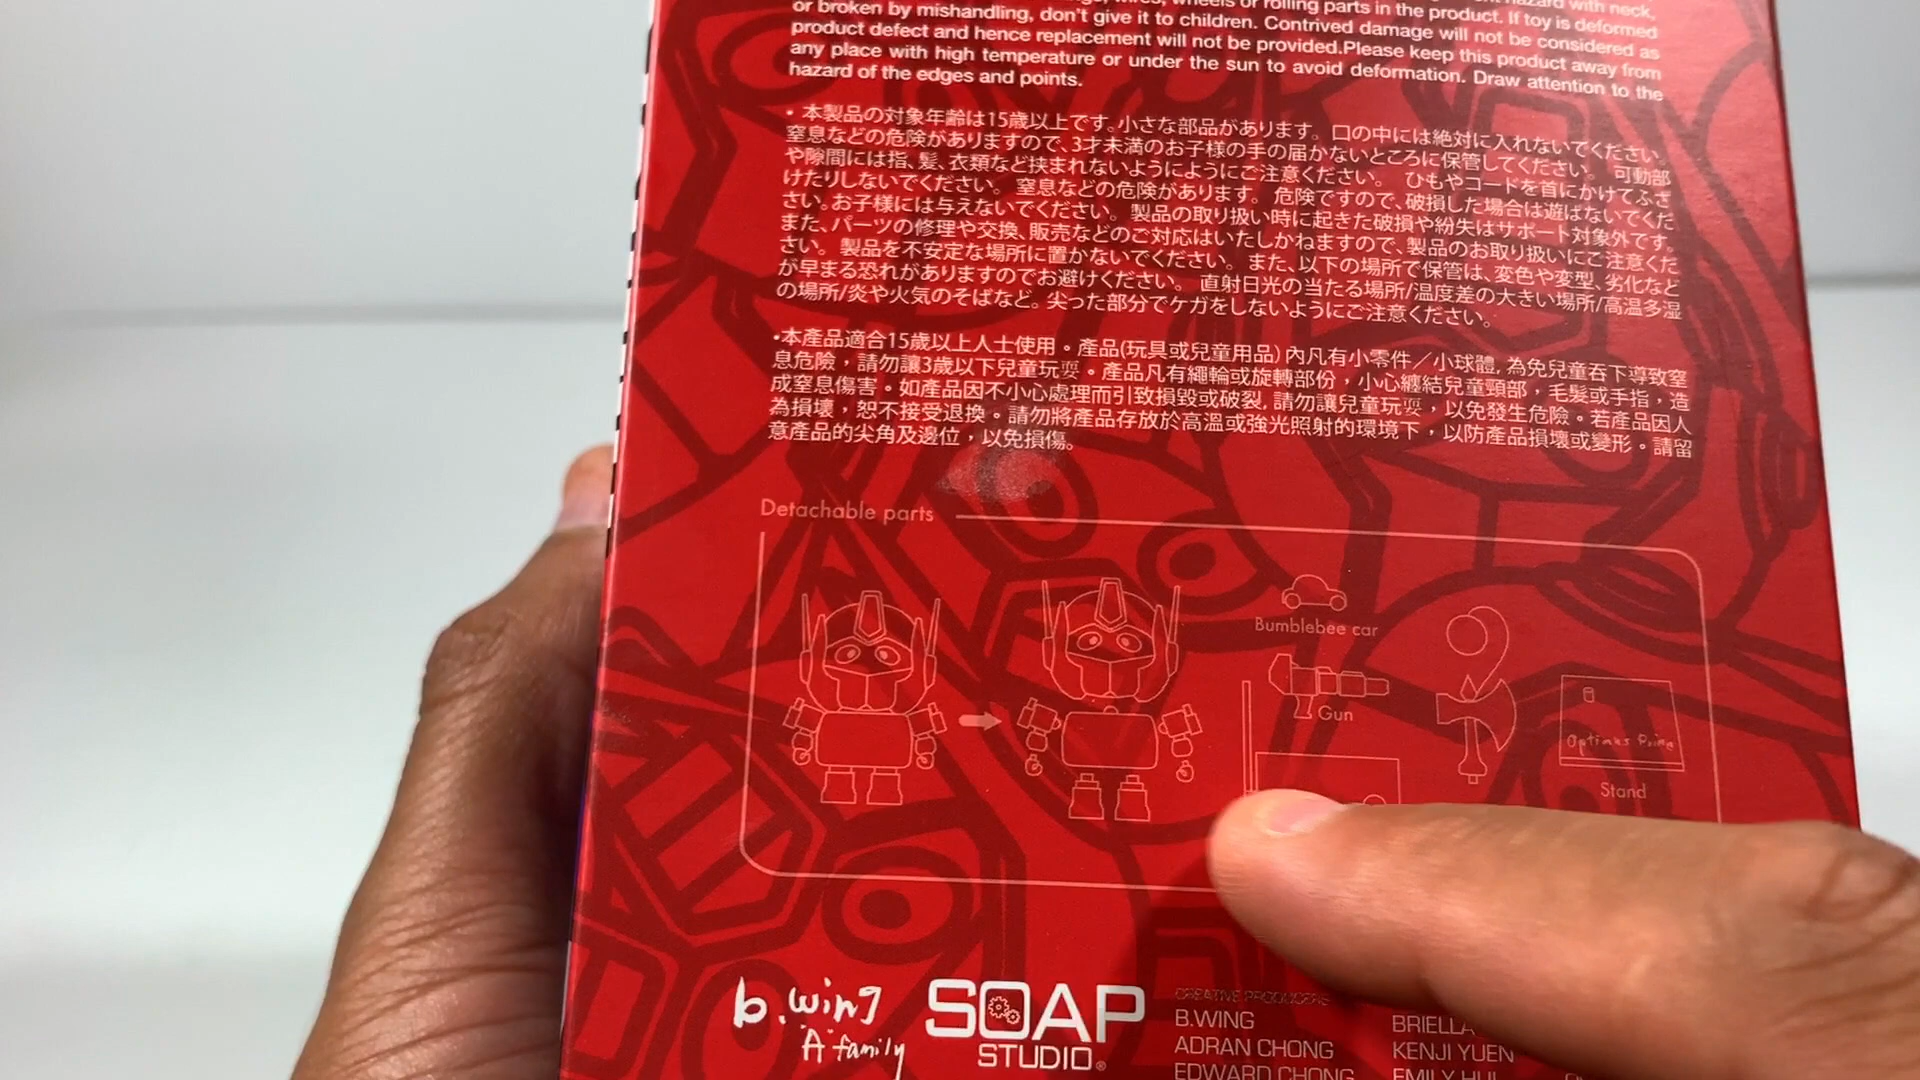 wires, wheels or rolling parts in the product. If toy is deformed
or broken by mishandling, don't give it to children. Contrived damage will not be considered as
product defect and hence replacement will not be provided.Please keep this product away from
any place with high temperature or under the sun to avoid deformation. Draw attention to the
hazard of the edges and points.
• 本製品の対象年齢は15歳以上です。小さな部品があります。口の中には絶対に入れないでください。
窒息などの危険がありますので、3才未満のお子様の手の届かないところに保管してください。 可動部
や隙間には指、髪、衣類など挟まれないようにようにご注意ください。 ひもやコードを首にかけてふざ
けたりしないでください。 窒息などの危険があります。 危険ですので、破損した場合は遊ばないでくだ
さい。お子様には与えないでください。 製品の取り扱い時に起きた破損や紛失はサポート対象外です。
また、パーツの修理や交換、販売などのご対応はいたしかねますので、製品のお取り扱いにご注意くだ
さい。 製品を不安定な場所に置かないでください。また、以下の場所で保管は、変色や変型、劣化など
が早まる恐れがありますのでお避けください。 直射日光の当たる場所/温度差の大きい場所/高温多湿
の場所/炎や火気のそばなど。尖った部分でケガをしないようにご注意ください。
•本產品適合15歲以上人士使用。產品(玩具或兒童用品)內凡有小零件／小球體, 為免兒童吞下導致窒
息危險，請勿讓3歲以下兒童玩耍。產品凡有繩輪或旋轉部份，小心纏結兒童頸部，毛髮或手指，造
成窒息傷害。如產品因不小心處理而引致損毀或破裂, 請勿讓兒童玩耍，以免發生危險。若產品因人
為損壞，恕不接受退換。請勿將產品存放於高溫或強光照射的環境下，以防產品損壞或變形。請留
意產品的尖角及邊位，以免損傷。
Detachable parts
Bumblebee car
Gun
Optimus Prime
Stand
b.wing
A family
SOAP
STUDIO®
CREATIVE PRODUCERS
B.WING
ADRAN CHONG
EDWARD CHONG
BRIELLA
KENJI YUEN
EMILY HUI